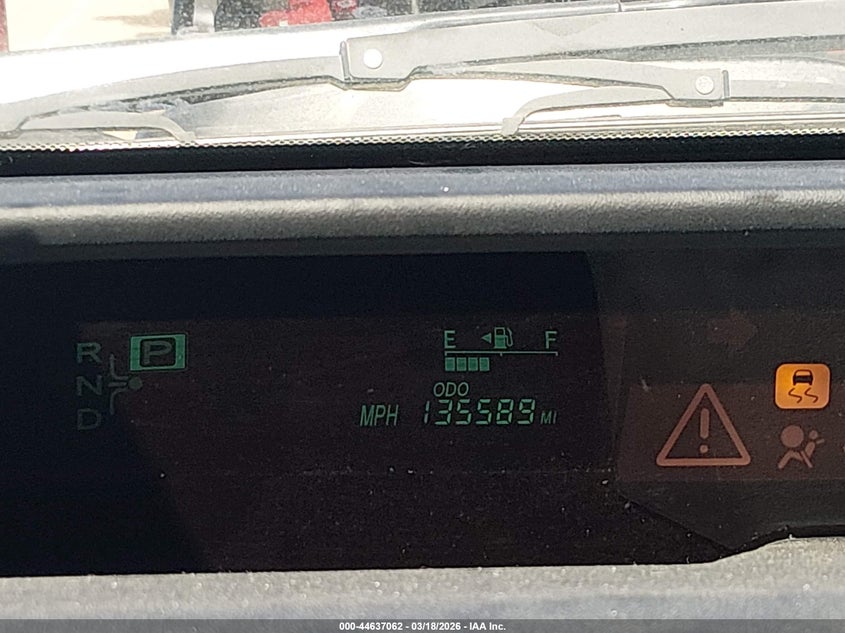 R P
N
D
E F
ODO
MPH 135589 MI
000-44637062 - 03/18/2026 - IAA Inc.